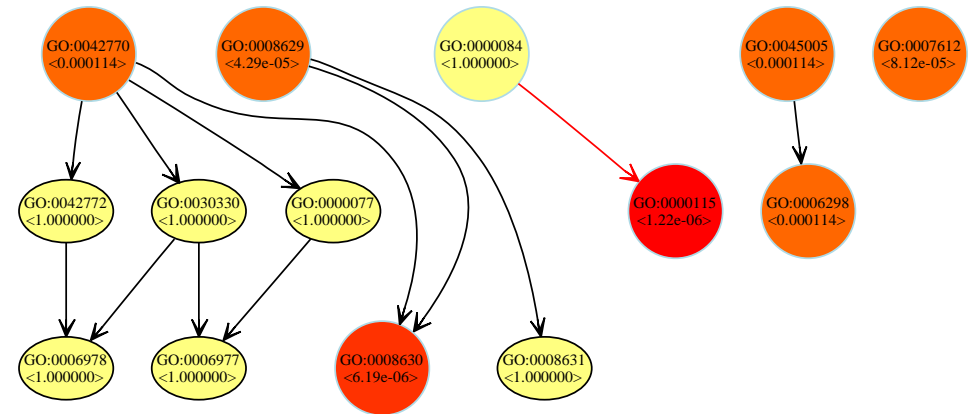 GO:0042770
<0.000114>
GO:0008629
<4.29e-05>
GO:0000084
<1.000000>
GO:0045005
<0.000114>
GO:0007612
<8.12e-05>
GO:0042772
<1.000000>
GO:0030330
<1.000000>
GO:0000077
<1.000000>
GO:0000115
<1.22e-06>
GO:0006298
<0.000114>
GO:0006978
<1.000000>
GO:0006977
<1.000000>
GO:0008630
<6.19e-06>
GO:0008631
<1.000000>